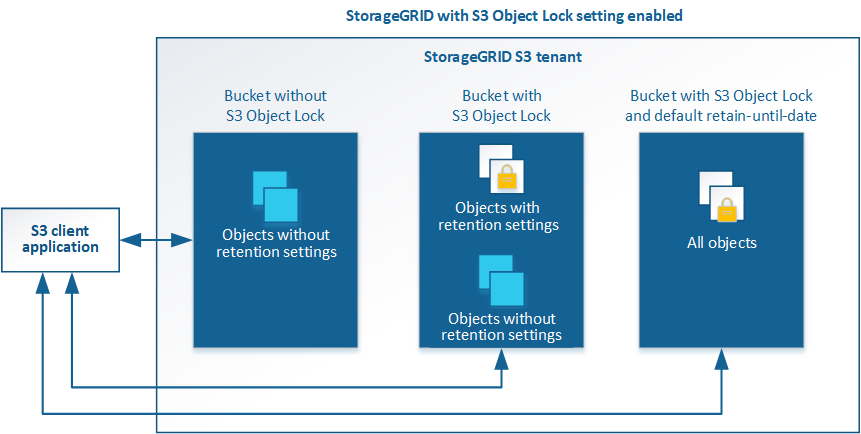 StorageGRID with S3 Object Lock setting enabled
StorageGRID S3 tenant
Bucket without
S3 Object Lock
Bucket with
S3 Object Lock
Bucket with S3 Object Lock
and default retain-until-date
S3 client
application
Objects without
retention settings
Objects with
retention settings
Objects without
retention settings
All objects